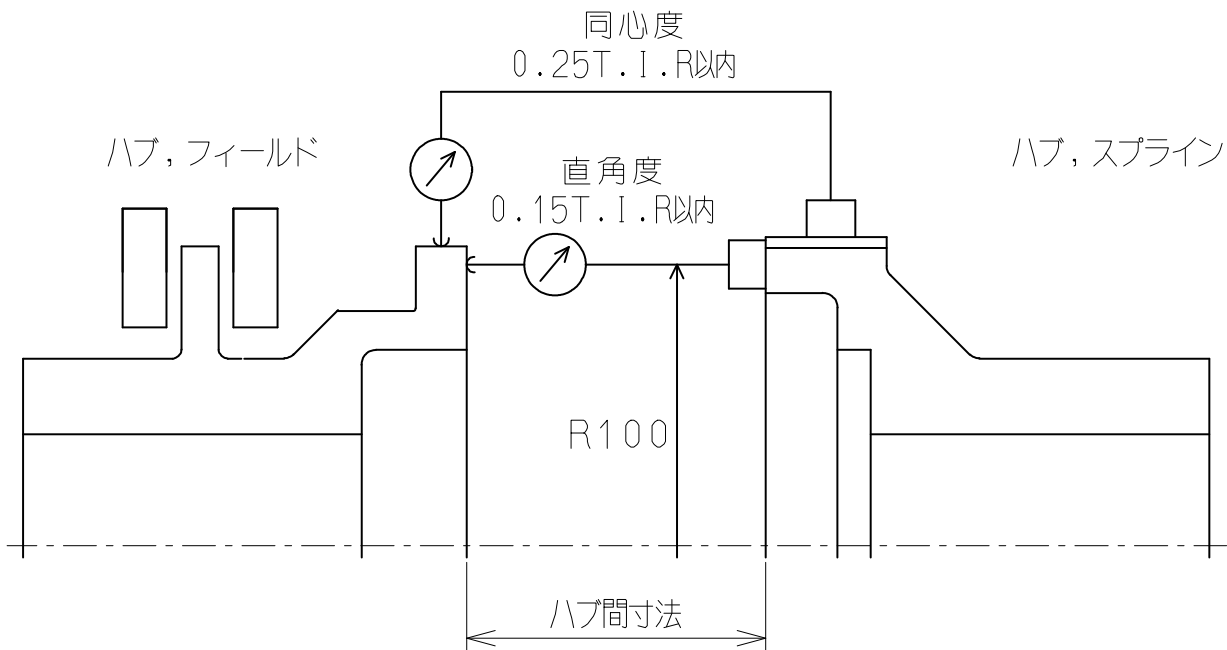 同心度
0.25T.I.R以内
ハブ,フィールド
ハブ,スプライン
直角度
0.15T.I.R以内
R100
ハブ間寸法